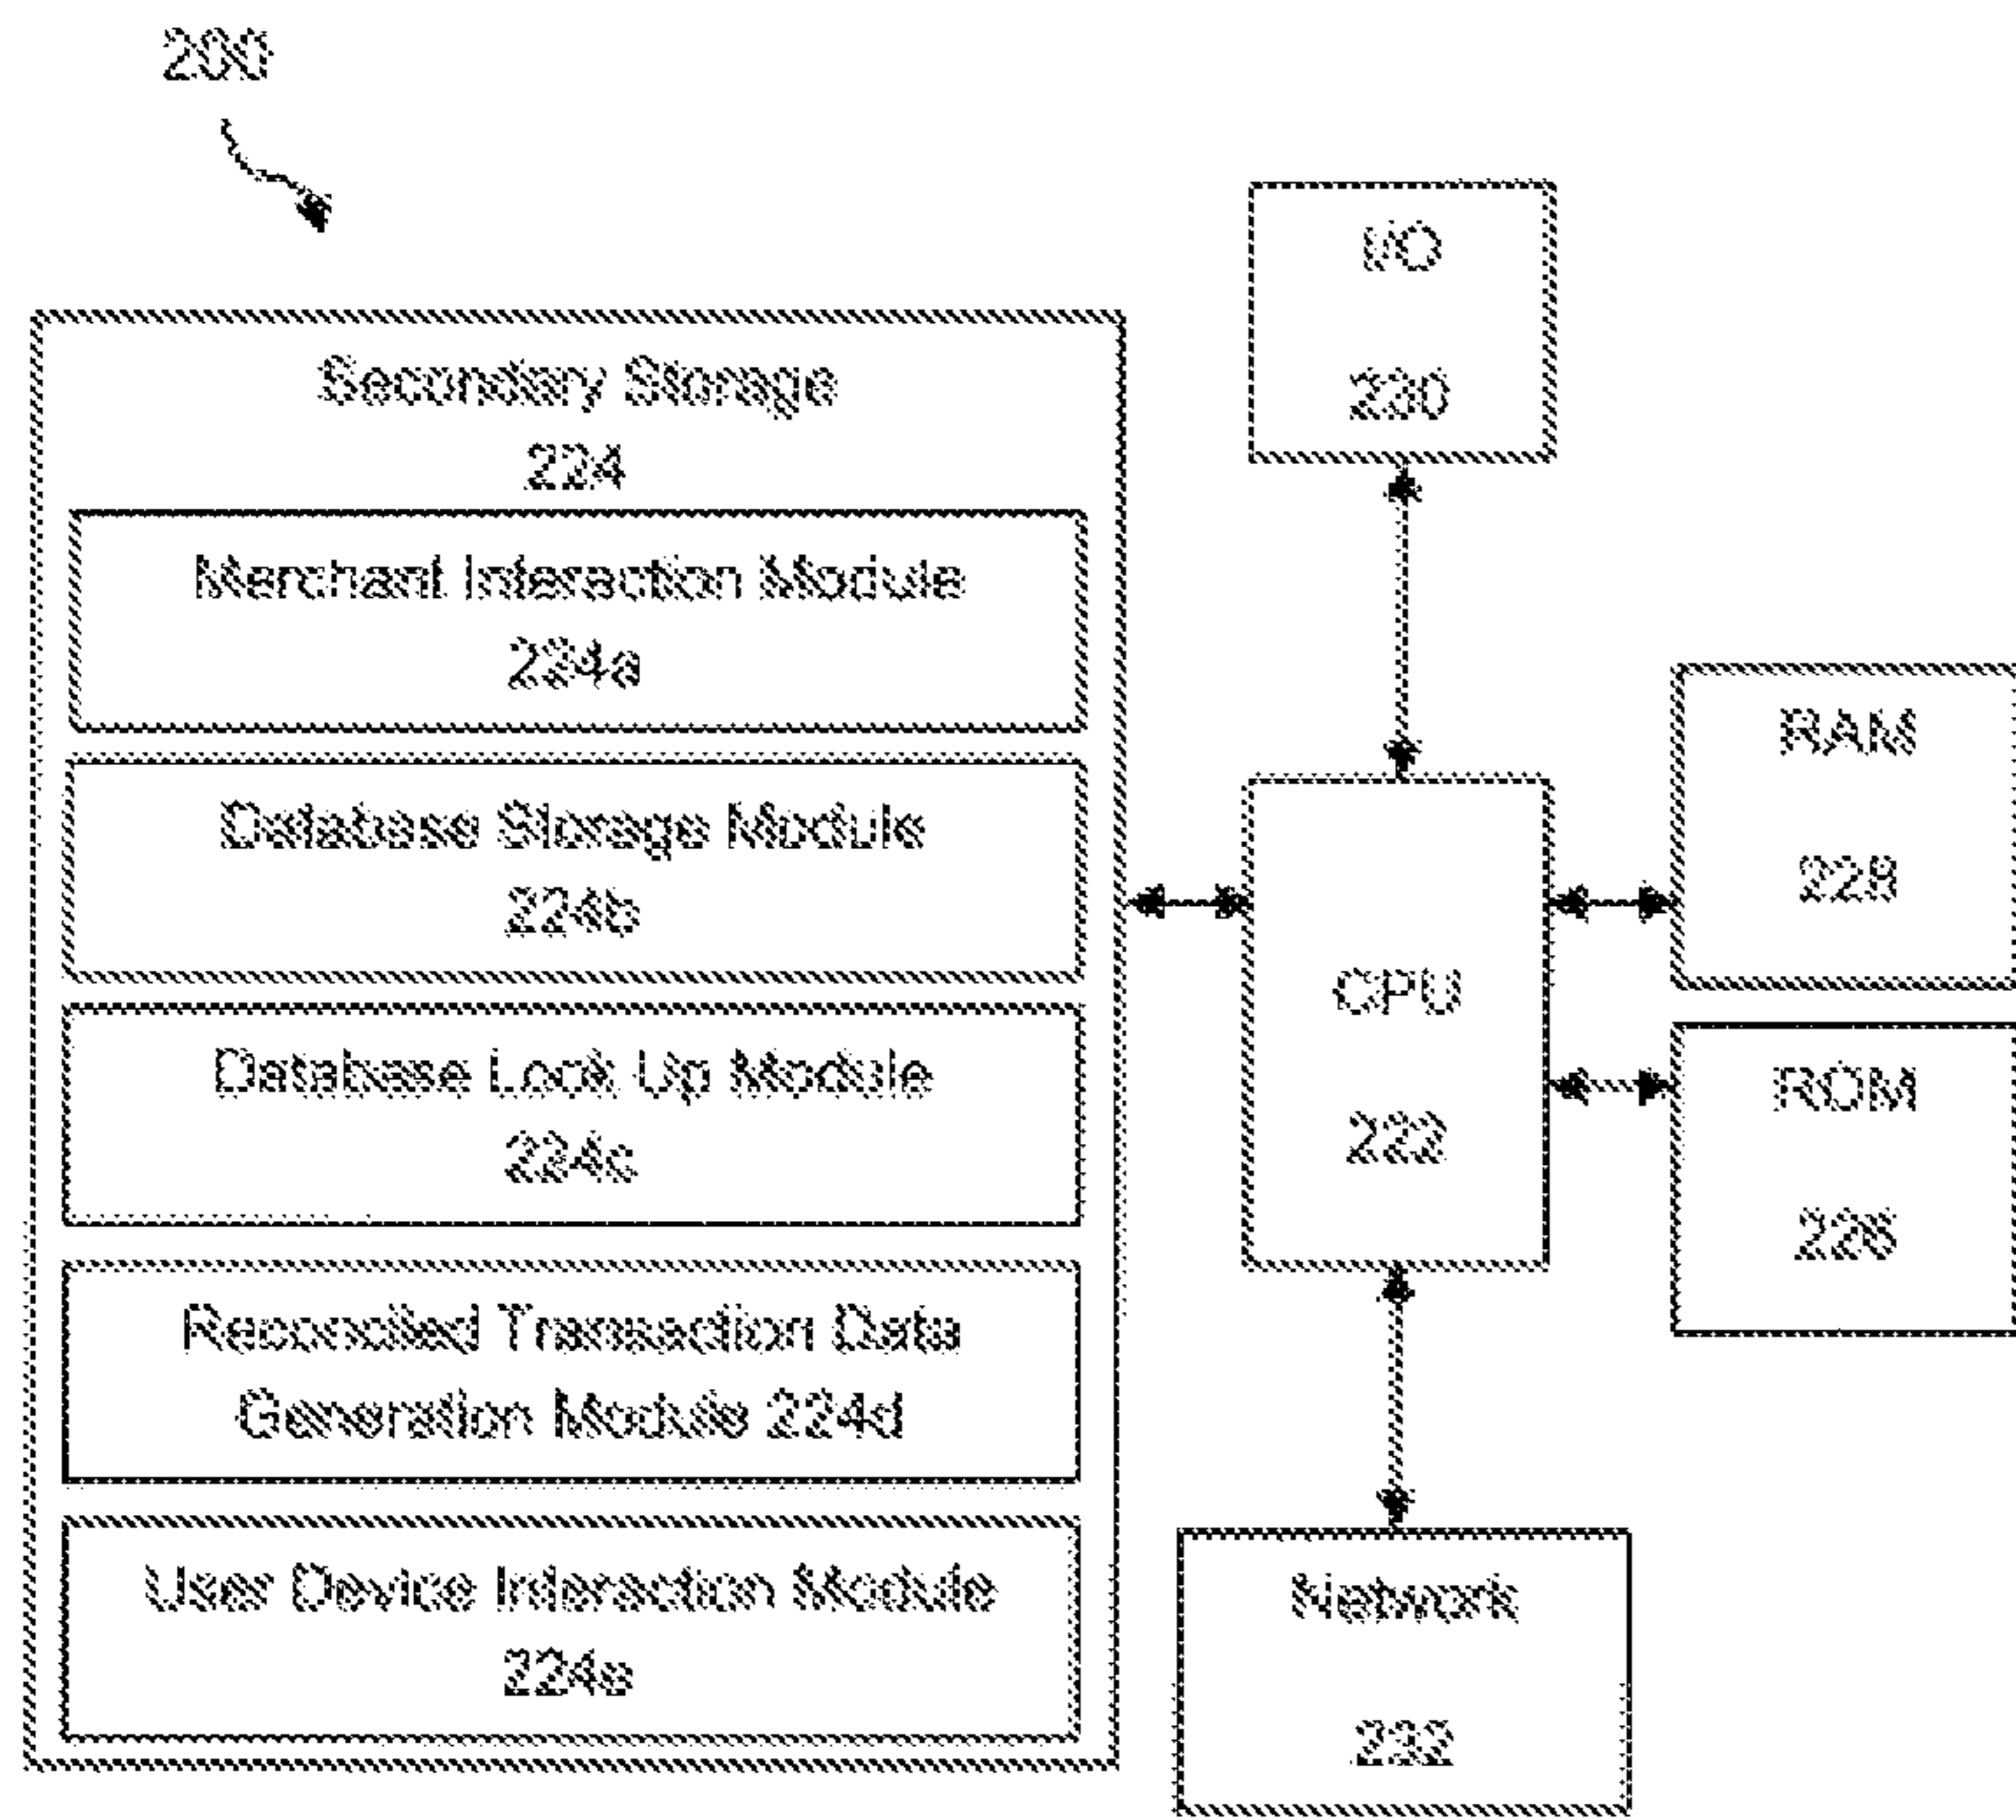 200
I/O
230
Secondary Storage
224
Merchant Interaction Module
224a
Database Storage Module
224b
Database Look Up Module
224c
Reconciled Transaction Data
Generation Module 224d
User Device Interaction Module
224e
CPU
222
RAM
228
ROM
226
Network
232